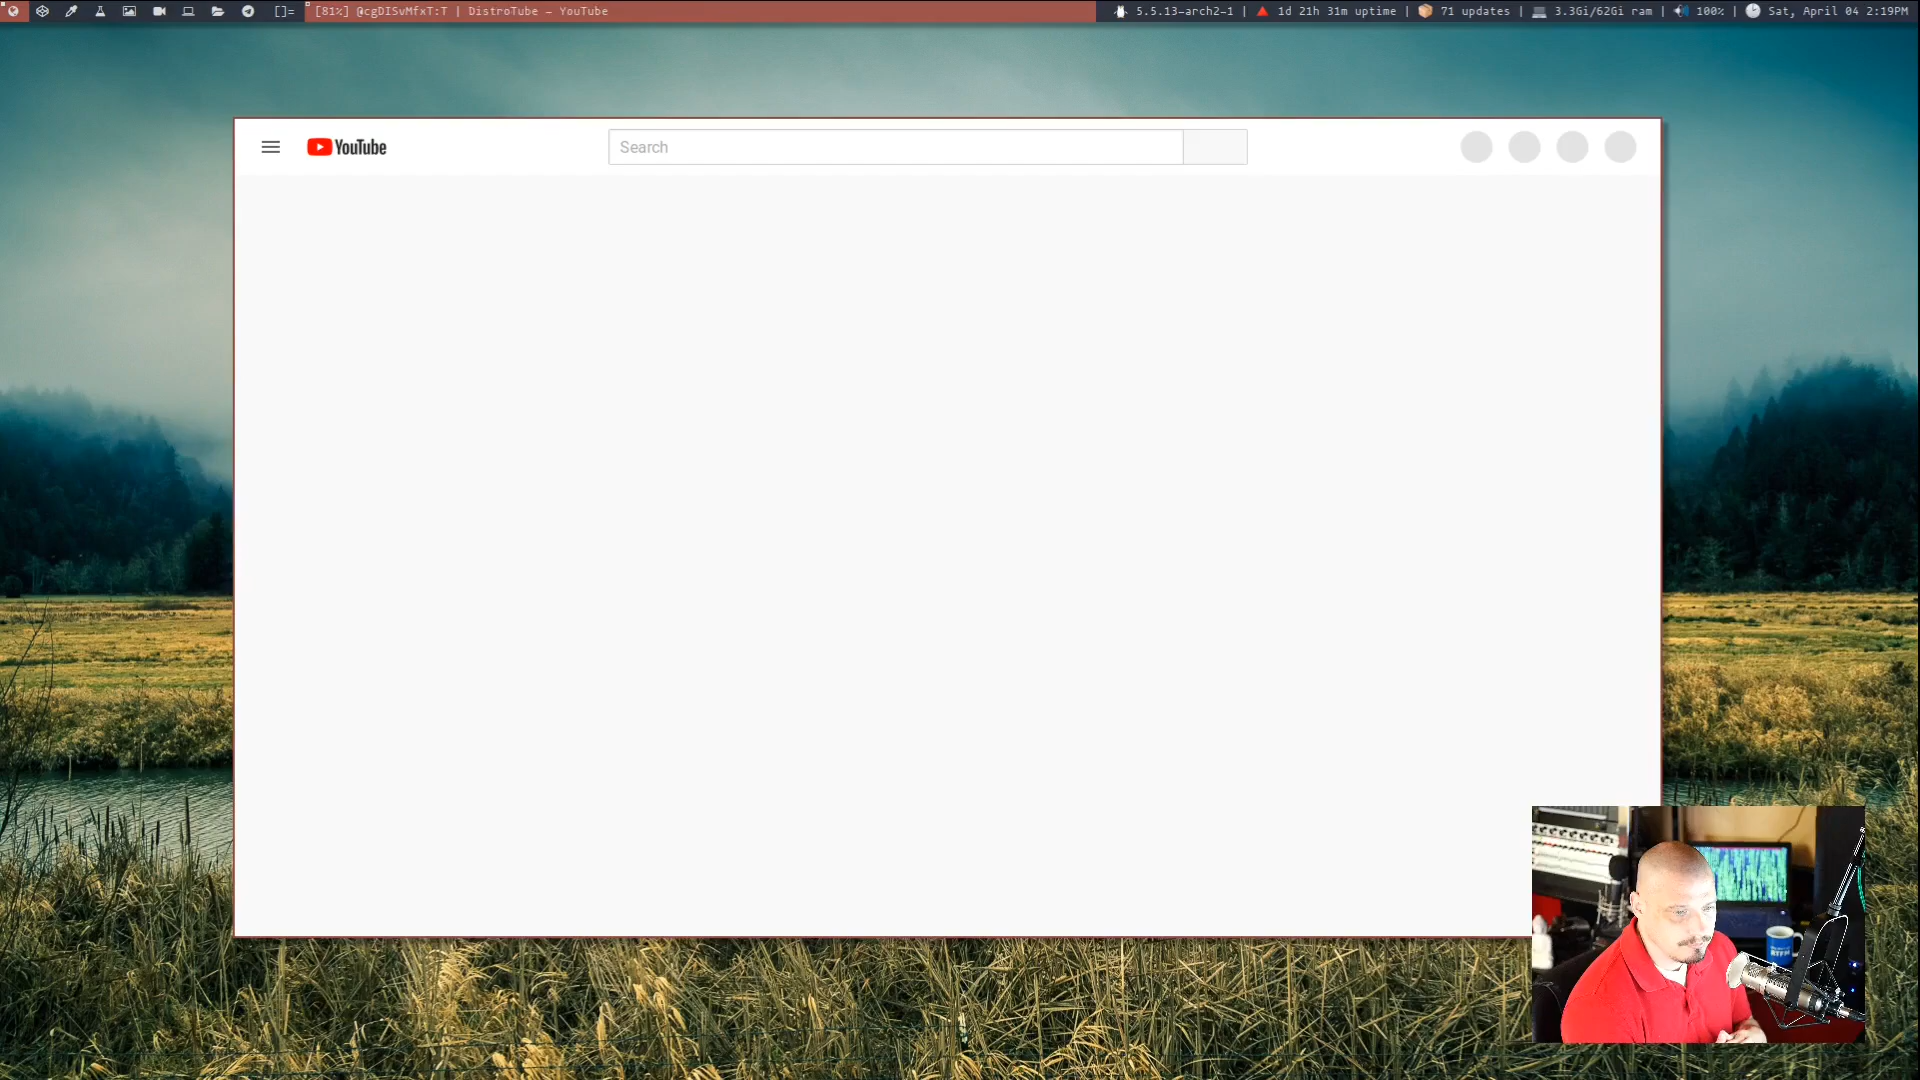 []= [81%] @cgDISvMfxT:T | DistroTube – YouTube 5.5.13-arch2-1 | 1d 21h 31m uptime | 71 updates | 3.3Gi/62Gi ram | 100% | Sat, April 04 2:19PM
YouTube Search
RTFM